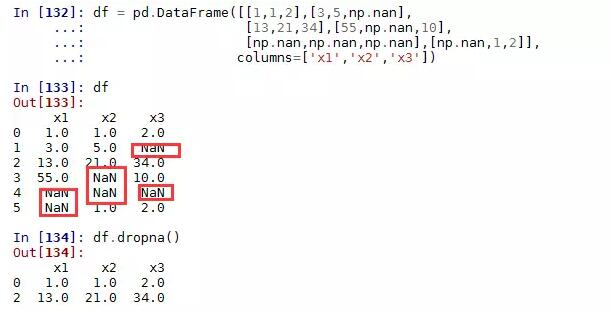 In [132]: df = pd.DataFrame([[1,1,2],[3,5,np.nan],
...: [13,21,34],[55,np.nan,10],
...: [np.nan,np.nan,np.nan],[np.nan,1,2]],
...: columns=['x1','x2','x3'])
In [133]: df
Out[133]:
x1 x2 x3
0 1.0 1.0 2.0
1 3.0 5.0 NaN
2 13.0 21.0 34.0
3 55.0 NaN 10.0
4 NaN NaN NaN
5 NaN 1.0 2.0
In [134]: df.dropna()
Out[134]:
x1 x2 x3
0 1.0 1.0 2.0
2 13.0 21.0 34.0